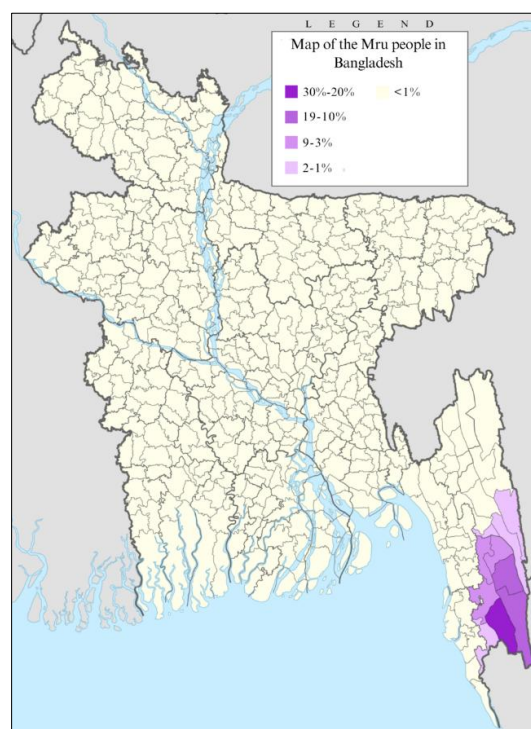 L E G E N D
Map of the Mru people in
Bangladesh
30%-20%
<1%
19-10%
9-3%
2-1%